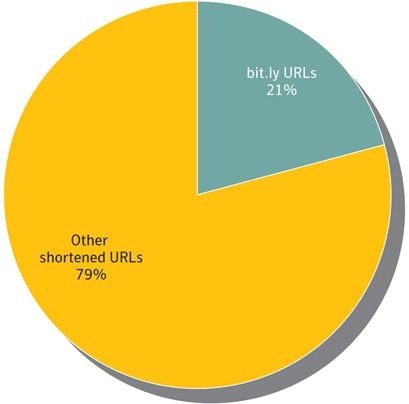 bit.ly URLs
21%
Other
shortened URLs
79%